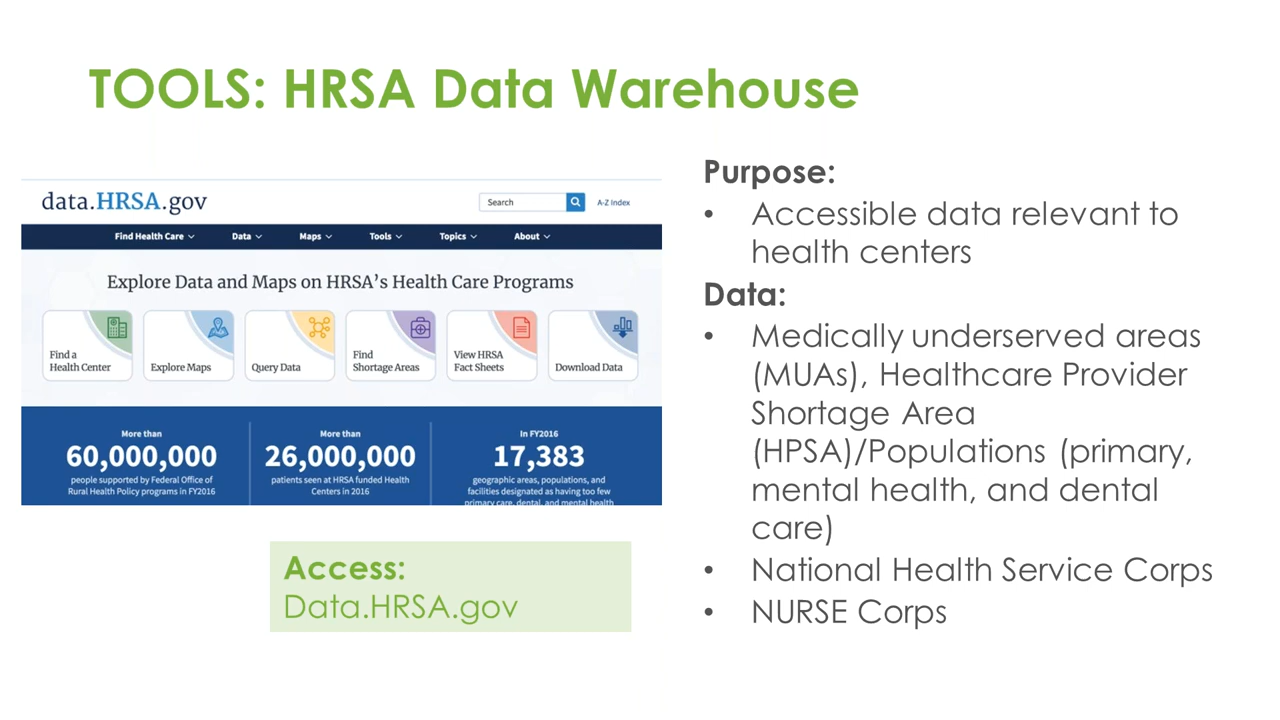 TOOLS: HRSA Data Warehouse
data.HRSA.gov
Search
A-Z Index
Find Health Care
Data
Maps
Tools
Topics
About
Explore Data and Maps on HRSA's Health Care Programs
Find a
Health Center
Explore Maps
Query Data
Find
Shortage Areas
View HRSA
Fact Sheets
Download Data
More than
60,000,000
people supported by Federal Office of
Rural Health Policy programs in FY2016
More than
26,000,000
patients seen at HRSA funded Health
Centers in 2016
In FY2016
17,383
geographic areas, populations, and
facilities designated as having too few
primary care, dental, and mental health
Access:
Data.HRSA.gov
Purpose:
• Accessible data relevant to
health centers
Data:
• Medically underserved areas
(MUAs), Healthcare Provider
Shortage Area
(HPSA)/Populations (primary,
mental health, and dental
care)
• National Health Service Corps
• NURSE Corps